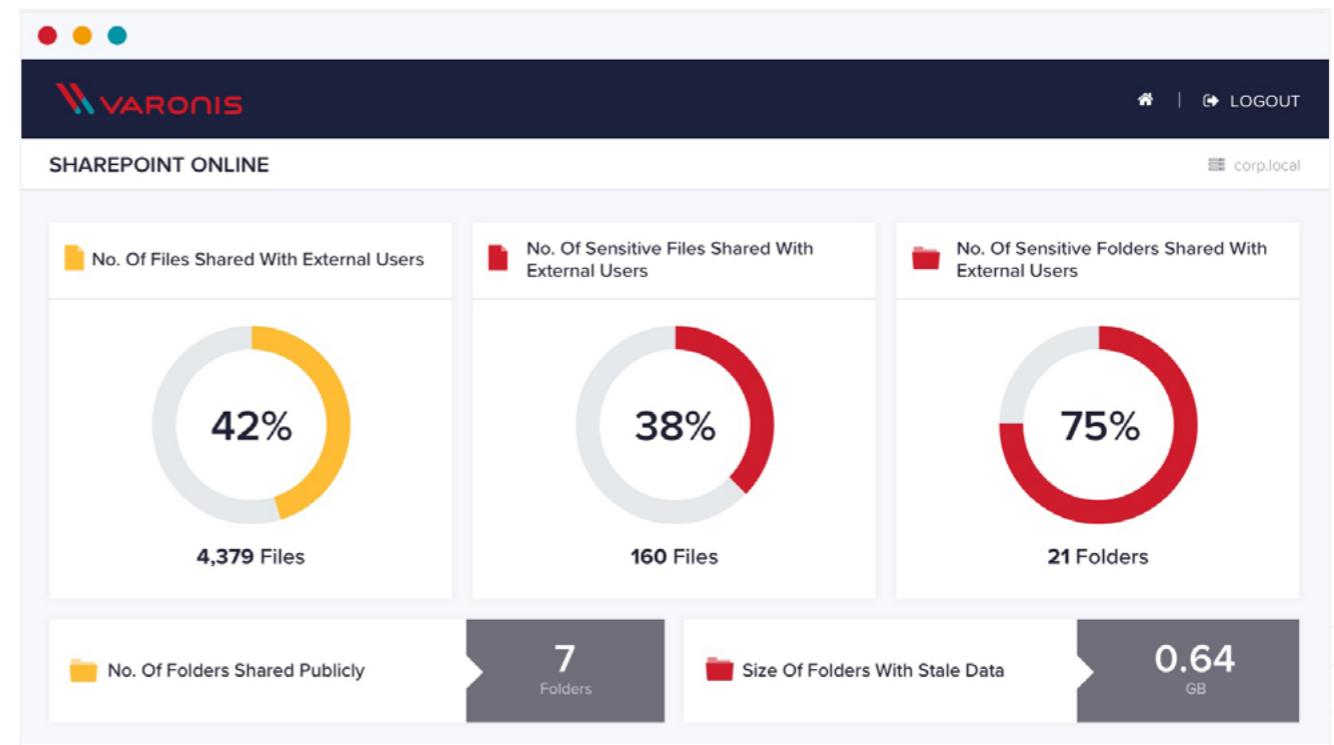 VARONIS
LOGOUT
SHAREPOINT ONLINE
corp.local
No. Of Files Shared With External Users
No. Of Sensitive Files Shared With
External Users
No. Of Sensitive Folders Shared With
External Users
42%
38%
75%
4,379 Files
160 Files
21 Folders
No. Of Folders Shared Publicly
7
Folders
Size Of Folders With Stale Data
0.64
GB